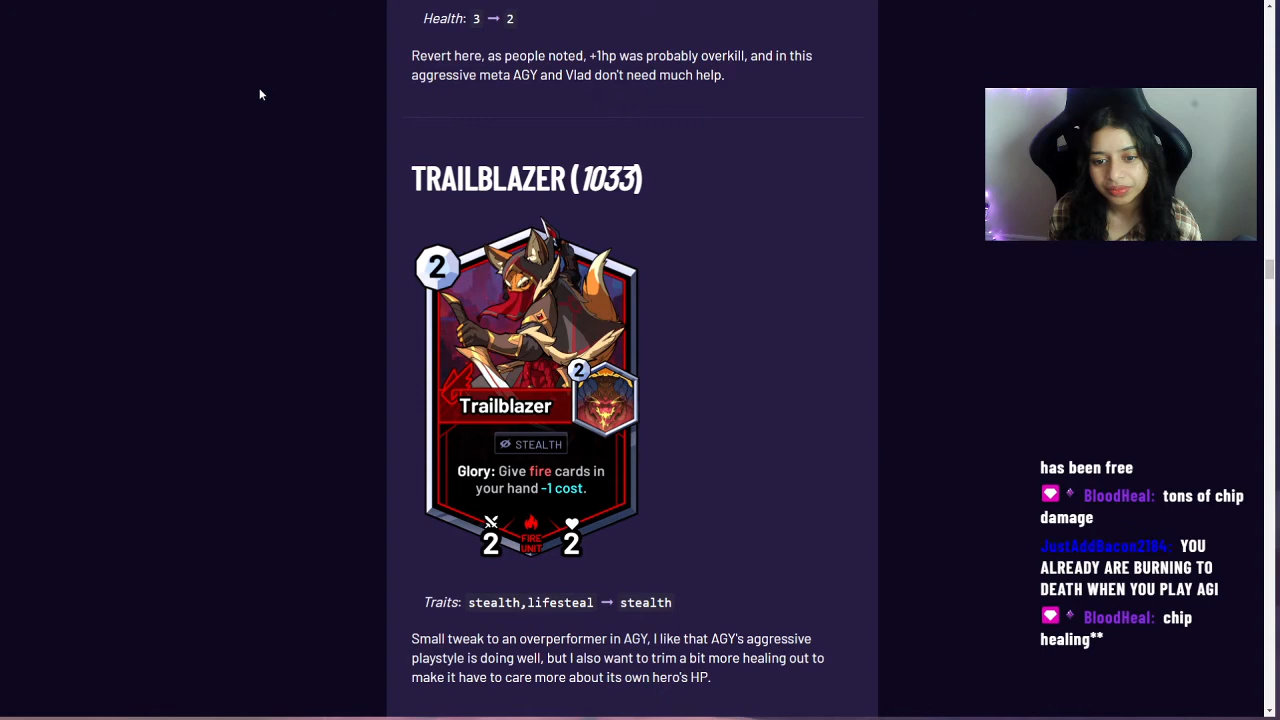 Health: 3 → 2
Revert here, as people noted, +1hp was probably overkill, and in this
aggressive meta AGY and Vlad don't need much help.
TRAILBLAZER (1033)
2
2
Trailblazer
STEALTH
Glory: Give fire cards in
your hand -1 cost.
2
FIRE
UNIT
2
Traits: stealth,lifesteal → stealth
Small tweak to an overperformer in AGY, I like that AGY's aggressive
playstyle is doing well, but I also want to trim a bit more healing out to
make it have to care more about its own hero's HP.
has been free
BloodHeal: tons of chip
damage
JustAddBacon2184: YOU
ALREADY ARE BURNING TO
DEATH WHEN YOU PLAY AGI
BloodHeal: chip
healing**